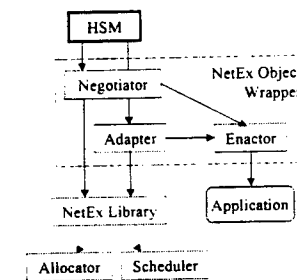 HSM
NetEx Objec
Wrappe
Negotiator
Adapter
Enactor
NetEx Library
Application
Allocator
Scheduler